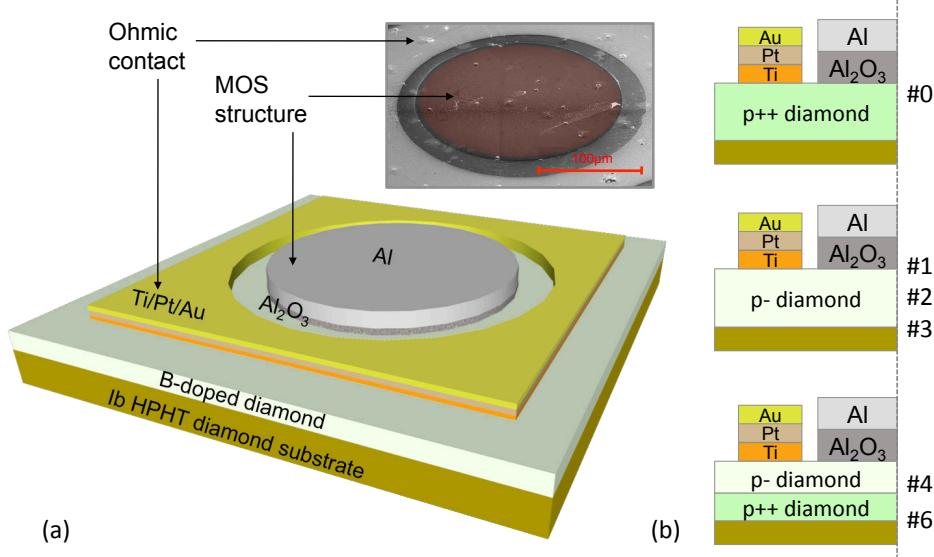 Ohmic
contact
MOS
structure
100µm
Al
Ti/Pt/Au
Al₂O₃
B-doped diamond
Ib HPHT diamond substrate
(a)
Au
Pt
Ti
Al
Al₂O₃
p++ diamond
#0
Au
Pt
Ti
Al
Al₂O₃
p- diamond
#1
#2
#3
Au
Pt
Ti
Al
Al₂O₃
p- diamond
p++ diamond
#4
#6
(b)